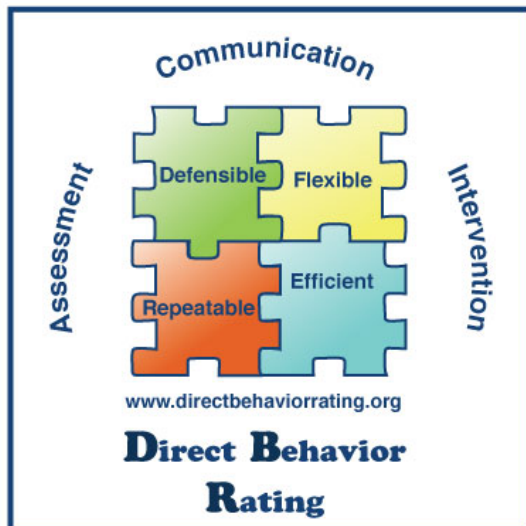 Communication
Assessment
Intervention
Defensible
Flexible
Repeatable
Efficient
www.directbehaviorrating.org
Direct Behavior
Rating